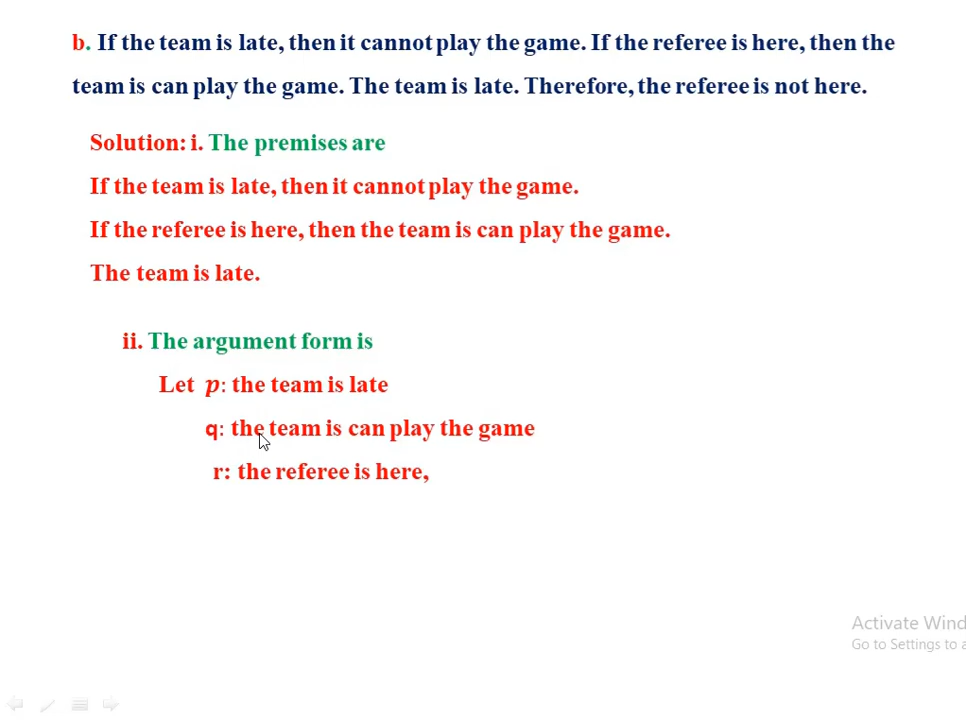 b. If the team is late, then it cannot play the game. If the referee is here, then the
team is can play the game. The team is late. Therefore, the referee is not here.
Solution: i. The premises are
If the team is late, then it cannot play the game.
If the referee is here, then the team is can play the game.
The team is late.
ii. The argument form is
Let p: the team is late
q: the team is can play the game
r: the referee is here,
Activate Wind
Go to Settings to a